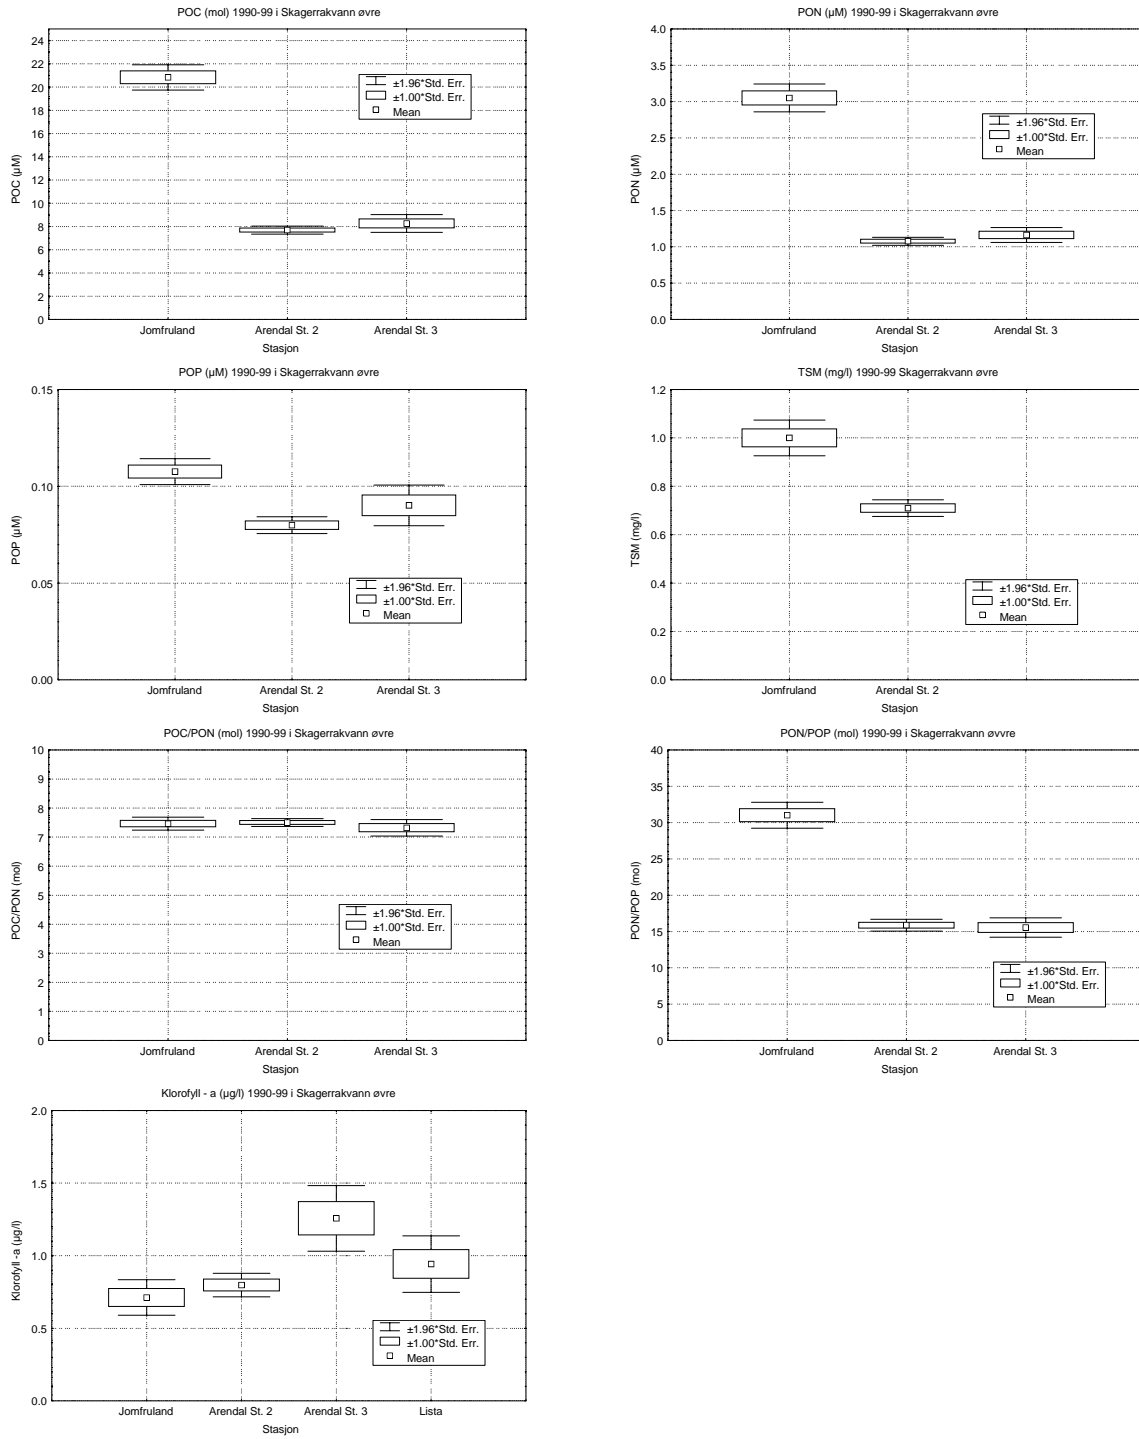 POC (mol) 1990-99 i Skagerrakvann øvre
24
22
20
18
16
14
12
10
8
6
4
2
0
POC (µM)
±1.96*Std. Err.
±1.00*Std. Err.
Mean
Jomfruland Arendal St. 2 Arendal St. 3
Stasjon
PON (µM) 1990-99 i Skagerrakvann øvre
4.0
3.5
3.0
2.5
2.0
1.5
1.0
0.5
0.0
PON (µM)
±1.96*Std. Err.
±1.00*Std. Err.
Mean
Jomfruland Arendal St. 2 Arendal St. 3
Stasjon
POP (µM) 1990-99 i Skagerrakvann øvre
0.15
0.10
0.05
0.00
POP (µM)
±1.96*Std. Err.
±1.00*Std. Err.
Mean
Jomfruland Arendal St. 2 Arendal St. 3
Stasjon
TSM (mg/l) 1990-99 Skagerrakvann øvre
1.2
1.0
0.8
0.6
0.4
0.2
0.0
TSM (mg/l)
±1.96*Std. Err.
±1.00*Std. Err.
Mean
Jomfruland Arendal St. 2
Stasjon
POC/PON (mol) 1990-99 i Skagerrakvann øvre
10
9
8
7
6
5
4
3
2
1
0
POC/PON (mol)
±1.96*Std. Err.
±1.00*Std. Err.
Mean
Jomfruland Arendal St. 2 Arendal St. 3
Stasjon
PON/POP (mol) 1990-99 i Skagerrakvann øvvre
40
35
30
25
20
15
10
5
0
PON/POP (mol)
±1.96*Std. Err.
±1.00*Std. Err.
Mean
Jomfruland Arendal St. 2 Arendal St. 3
Stasjon
Klorofyll - a (µg/l) 1990-99 i Skagerrakvann øvre
2.0
1.5
1.0
0.5
0.0
Klorofyll -a (µg/l)
±1.96*Std. Err.
±1.00*Std. Err.
Mean
Jomfruland Arendal St. 2 Arendal St. 3 Lista
Stasjon